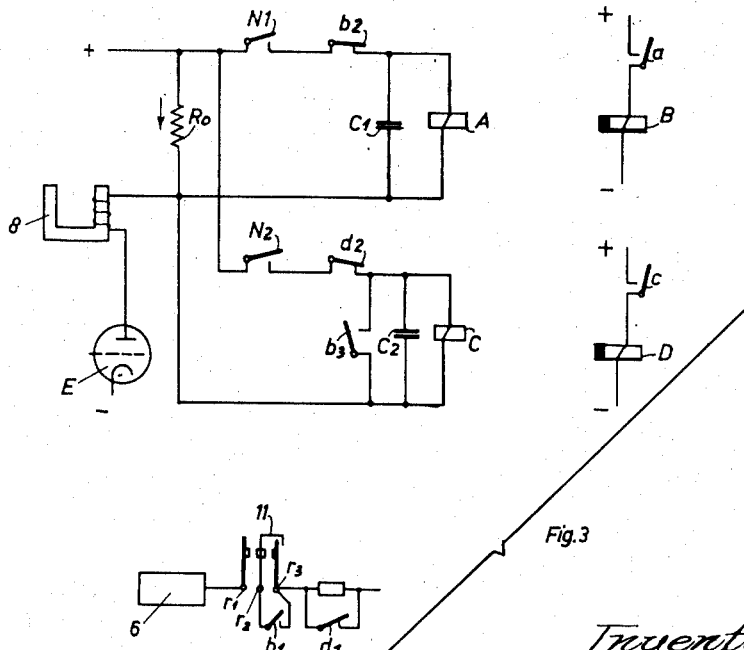 N1
b2
+
+
Ro
C1
A
a
B
−
8
N2
d2
+
c
b3
C2
C
D
E
−
−
11
Fig.3
r1
r2
r3
6
b1
d1